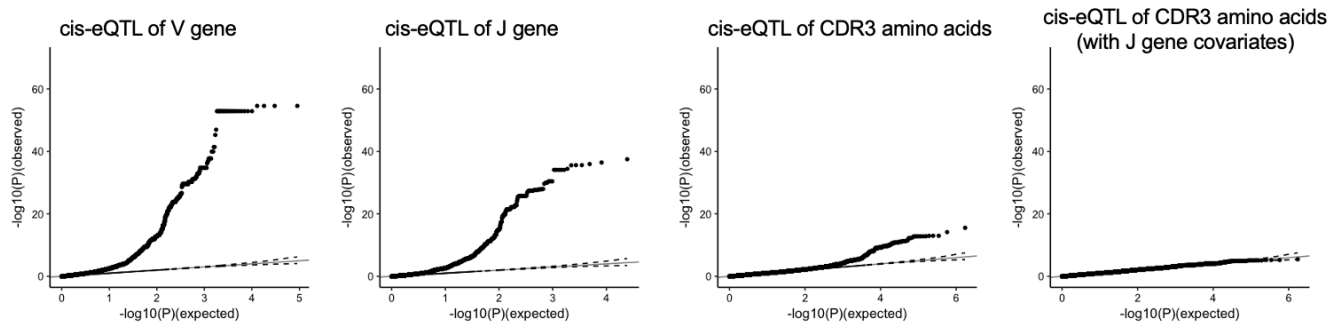 cis-eQTL of V gene
-log10(P)(observed)
60
40
20
0
0 1 2 3 4 5
-log10(P)(expected)
cis-eQTL of J gene
-log10(P)(observed)
60
40
20
0
0 1 2 3 4
-log10(P)(expected)
cis-eQTL of CDR3 amino acids
-log10(P)(observed)
60
40
20
0
0 2 4 6
-log10(P)(expected)
cis-eQTL of CDR3 amino acids
(with J gene covariates)
-log10(P)(observed)
60
40
20
0
0 2 4 6
-log10(P)(expected)